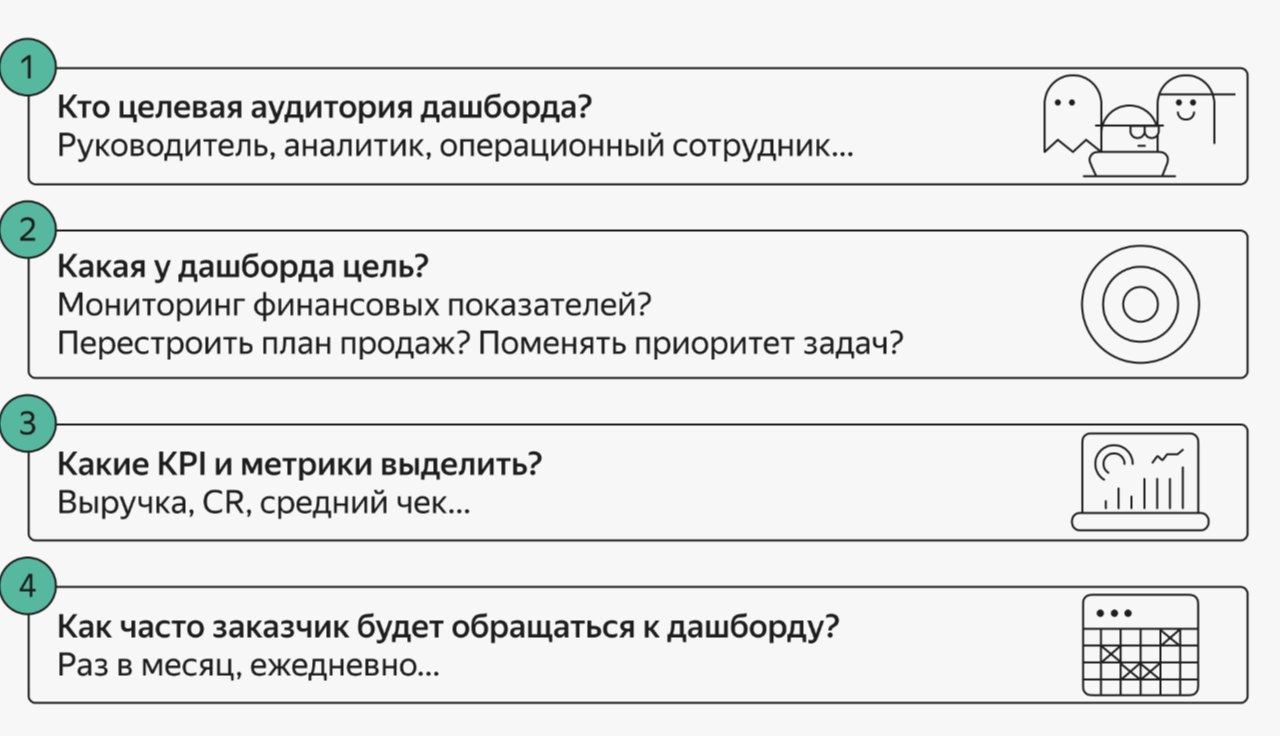 1
Кто целевая аудитория дашборда?
Руководитель, аналитик, операционный сотрудник...
2
Какая у дашборда цель?
Мониторинг финансовых показателей?
Перестроить план продаж? Поменять приоритет задач?
3
Какие KPI и метрики выделить?
Выручка, CR, средний чек...
4
Как часто заказчик будет обращаться к дашборду?
Раз в месяц, ежедневно...